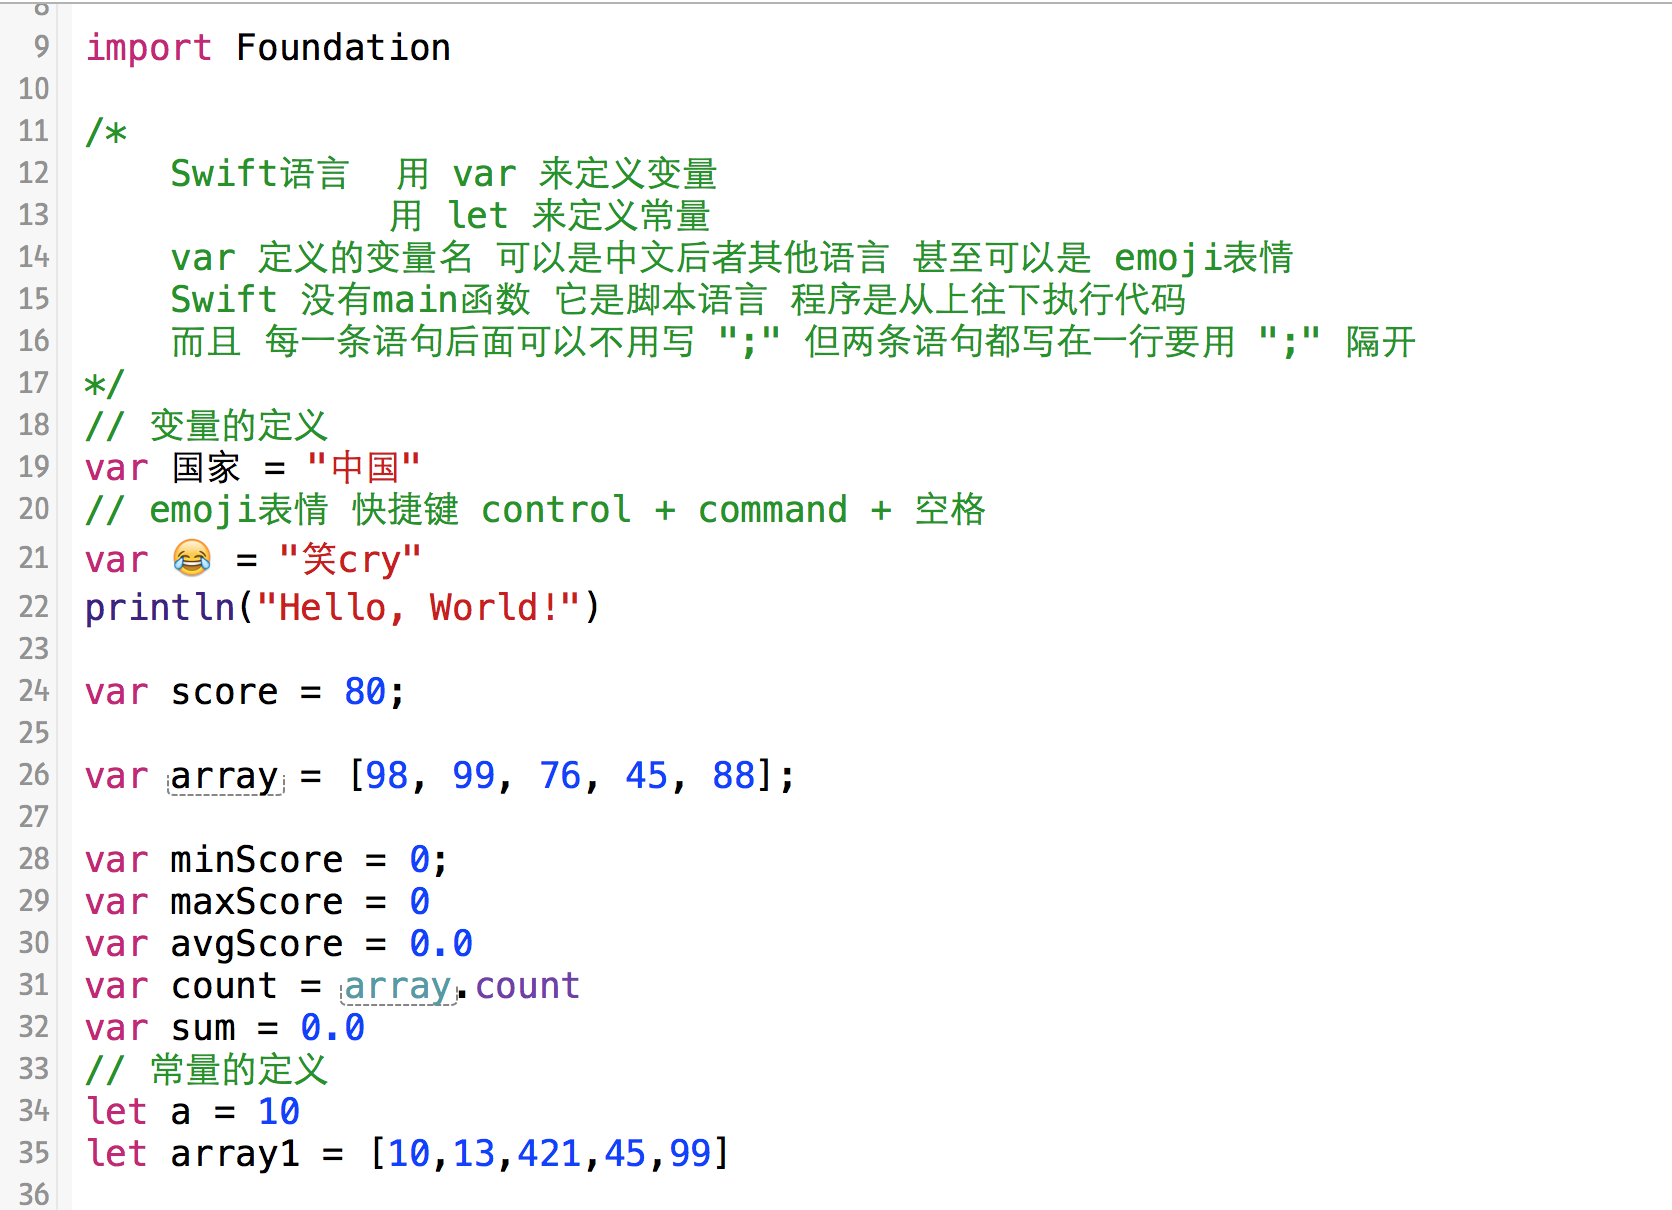 8
9 import Foundation
10
11 /*
12 Swift语言 用 var 来定义变量
13 用 let 来定义常量
14 var 定义的变量名 可以是中文后者其他语言 甚至可以是 emoji表情
15 Swift 没有main函数 它是脚本语言 程序是从上往下执行代码
16 而且 每一条语句后面可以不用写 ";" 但两条语句都写在一行要用 ";" 隔开
17 */
18 // 变量的定义
19 var 国家 = "中国"
20 // emoji表情 快捷键 control + command + 空格
21 var 😂 = "笑cry"
22 println("Hello, World!")
23
24 var score = 80;
25
26 var array = [98, 99, 76, 45, 88];
27
28 var minScore = 0;
29 var maxScore = 0
30 var avgScore = 0.0
31 var count = array.count
32 var sum = 0.0
33 // 常量的定义
34 let a = 10
35 let array1 = [10,13,421,45,99]
36